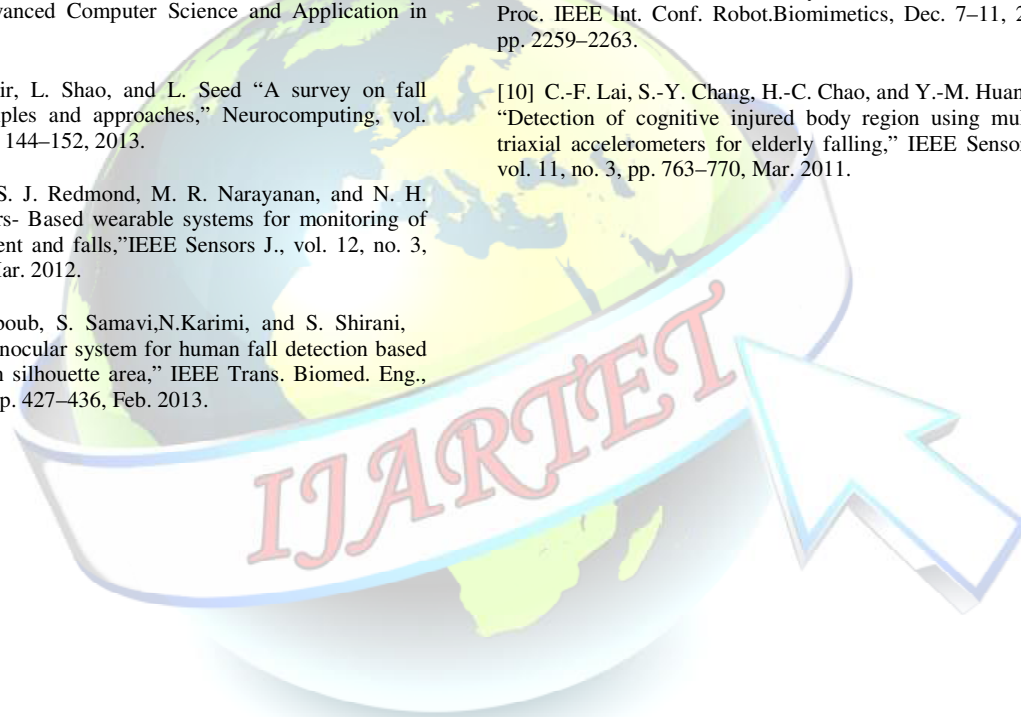 vanced Computer Science and Application in
ir, L. Shao, and L. Seed “A survey on fall
ples and approaches,” Neurocomputing, vol.
144–152, 2013.
S. J. Redmond, M. R. Narayanan, and N. H.
rs- Based wearable systems for monitoring of
ent and falls,”IEEE Sensors J., vol. 12, no. 3,
ar. 2012.
oub, S. Samavi,N.Karimi, and S. Shirani,
nocular system for human fall detection based
silhouette area,” IEEE Trans. Biomed. Eng.,
p. 427–436, Feb. 2013.
Proc. IEEE Int. Conf. Robot.Biomimetics, Dec. 7–11, 2
pp. 2259–2263.
[10] C.-F. Lai, S.-Y. Chang, H.-C. Chao, and Y.-M. Huan
“Detection of cognitive injured body region using mul
triaxial accelerometers for elderly falling,” IEEE Sensor
vol. 11, no. 3, pp. 763–770, Mar. 2011.
IJARTET